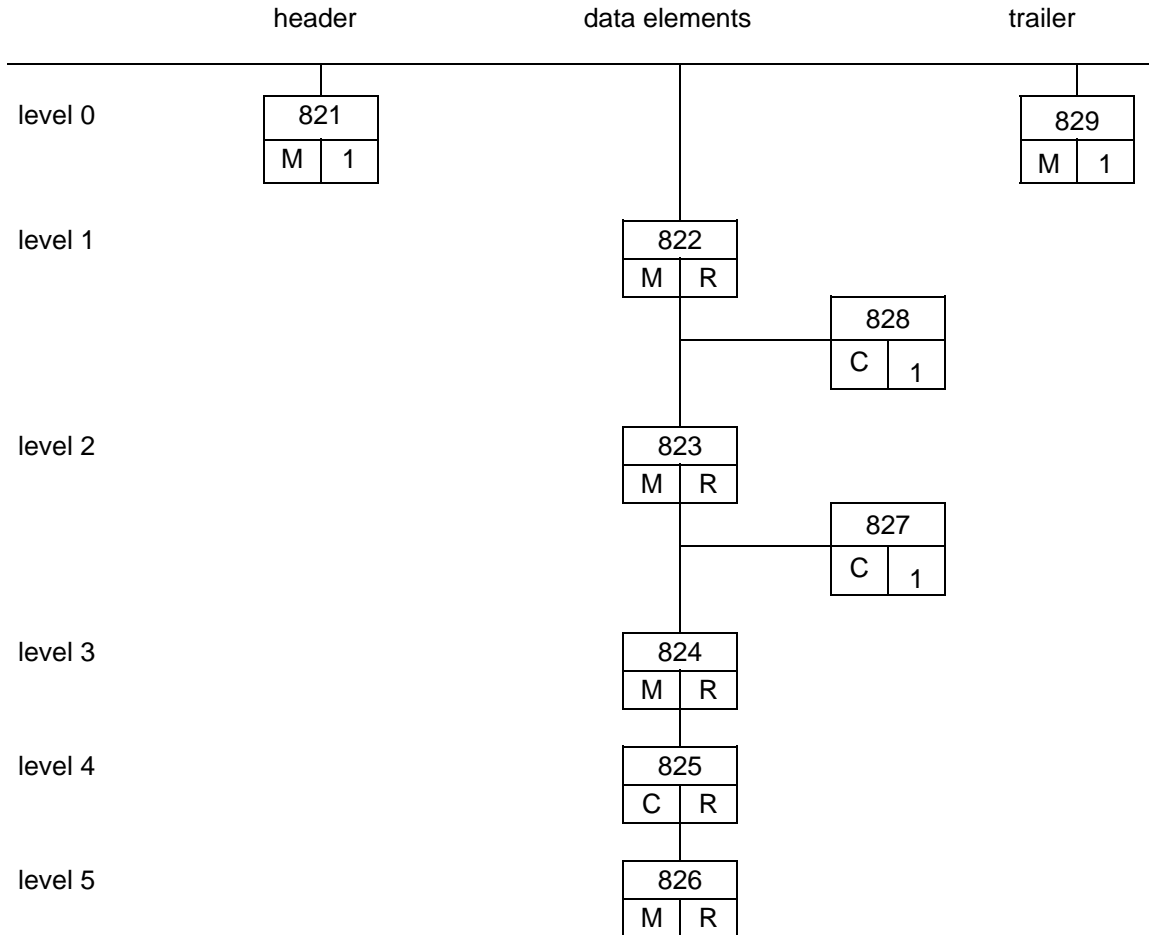 header data elements trailer
level 0 821 829
M 1 M 1
level 1 822
M R
828
C 1
level 2 823
M R
827
C 1
level 3 824
M R
level 4 825
C R
level 5 826
M R